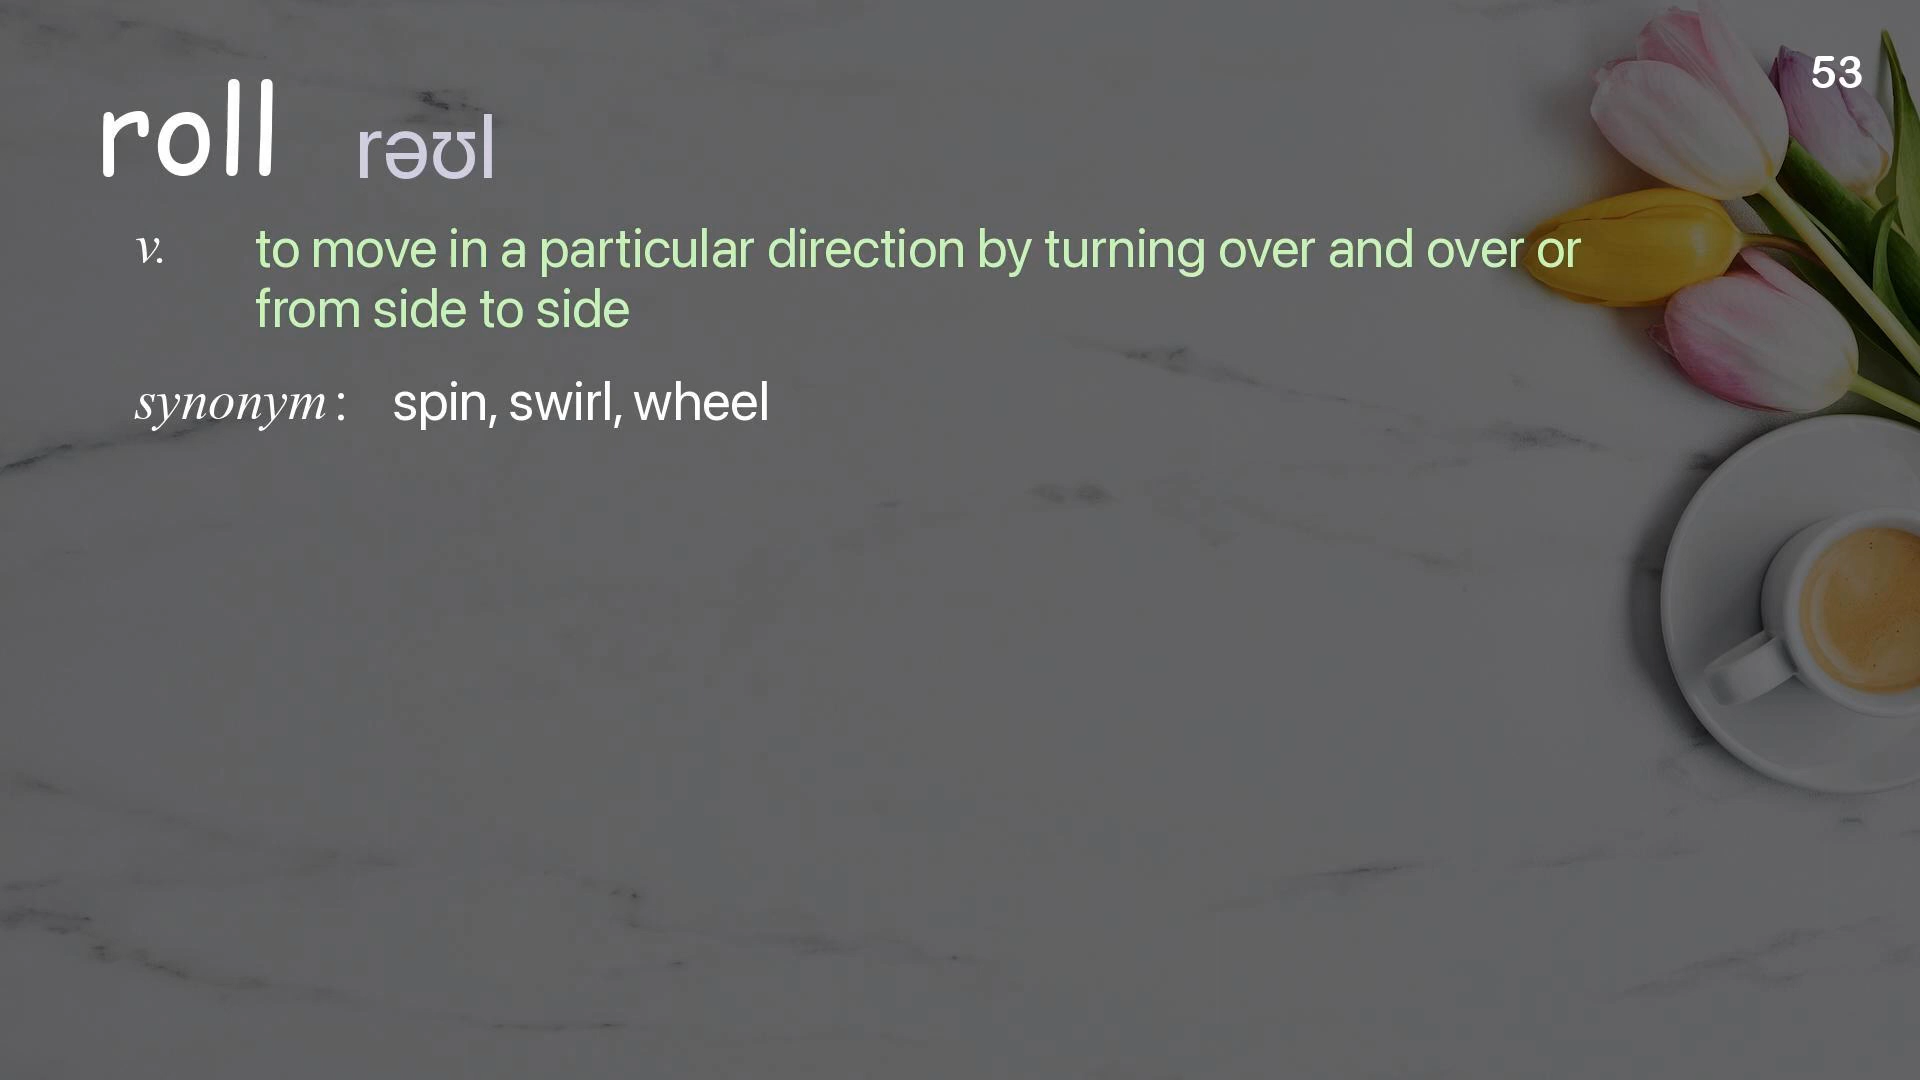 53
roll rəʊl
v. to move in a particular direction by turning over and over or
from side to side
synonym: spin, swirl, wheel